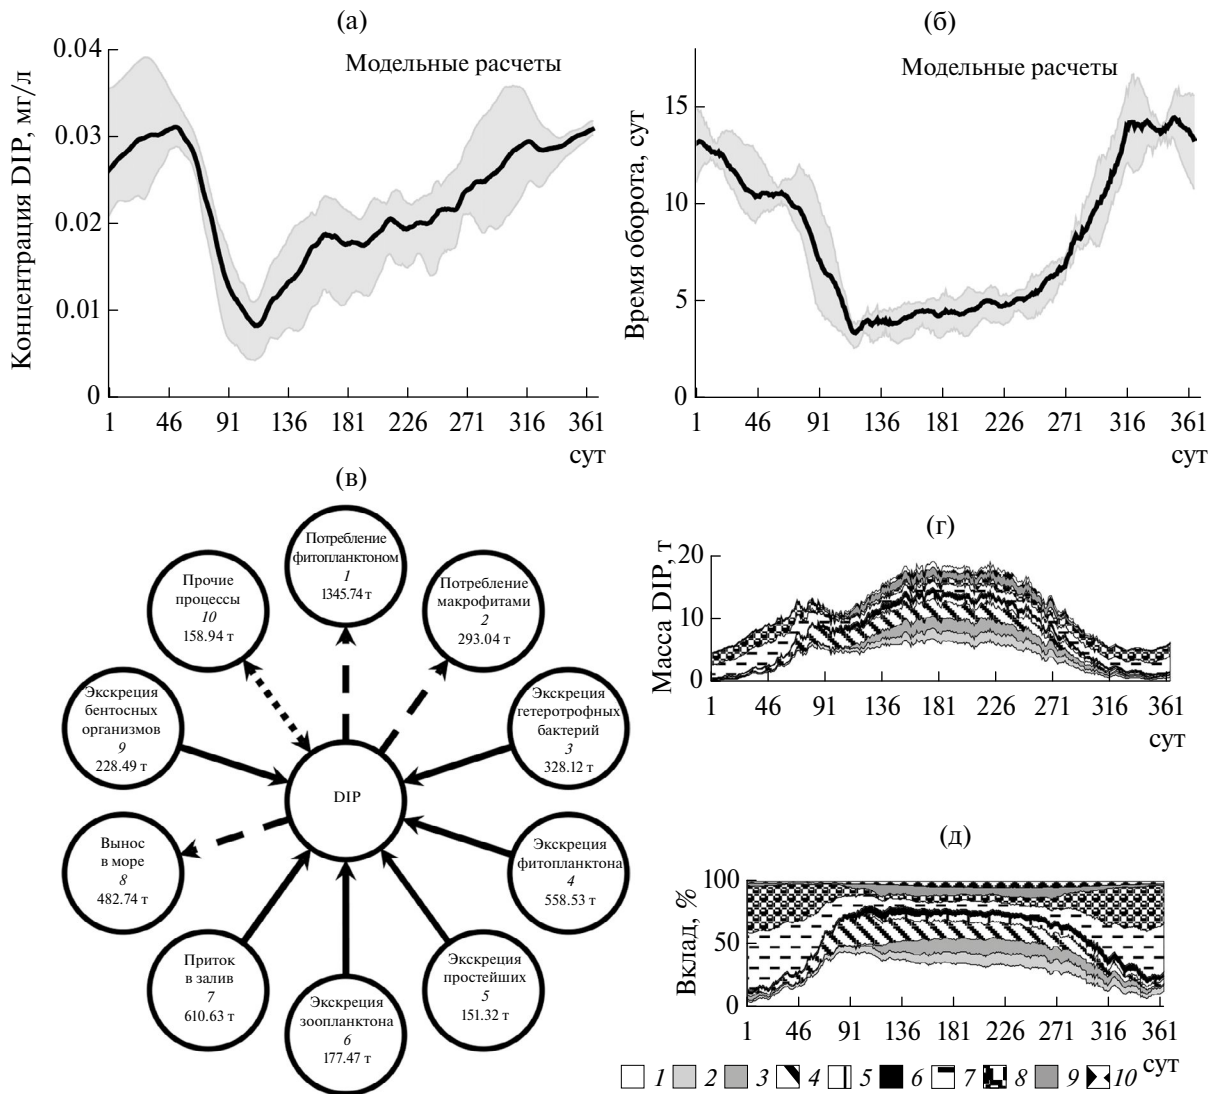 (а)
Концентрация DIP, мг/л
Модельные расчеты
0.04
0.03
0.02
0.01
0
1 46 91 136 181 226 271 316 361
сут
(б)
Время оборота, сут
Модельные расчеты
15
10
5
0
1 46 91 136 181 226 271 316 361
сут
(в)
Потребление
фитопланктоном
1
1345.74 т
Потребление
макрофитами
2
293.04 т
Экскреция
гетеротрофных
бактерий
3
328.12 т
Экскреция
фитопланктона
4
558.53 т
Экскреция
простейших
5
151.32 т
Экскреция
зоопланктона
6
177.47 т
Приток
в залив
7
610.63 т
Вынос
в море
8
482.74 т
Экскреция
бентосных
организмов
9
228.49 т
Прочие
процессы
10
158.94 т
DIP
(г)
Масса DIP, т
20
10
0
1 46 91 136 181 226 271 316 361
сут
(д)
Вклад, %
100
50
0
1 46 91 136 181 226 271 316 361
сут
1 2 3 4 5 6 7 8 9 10